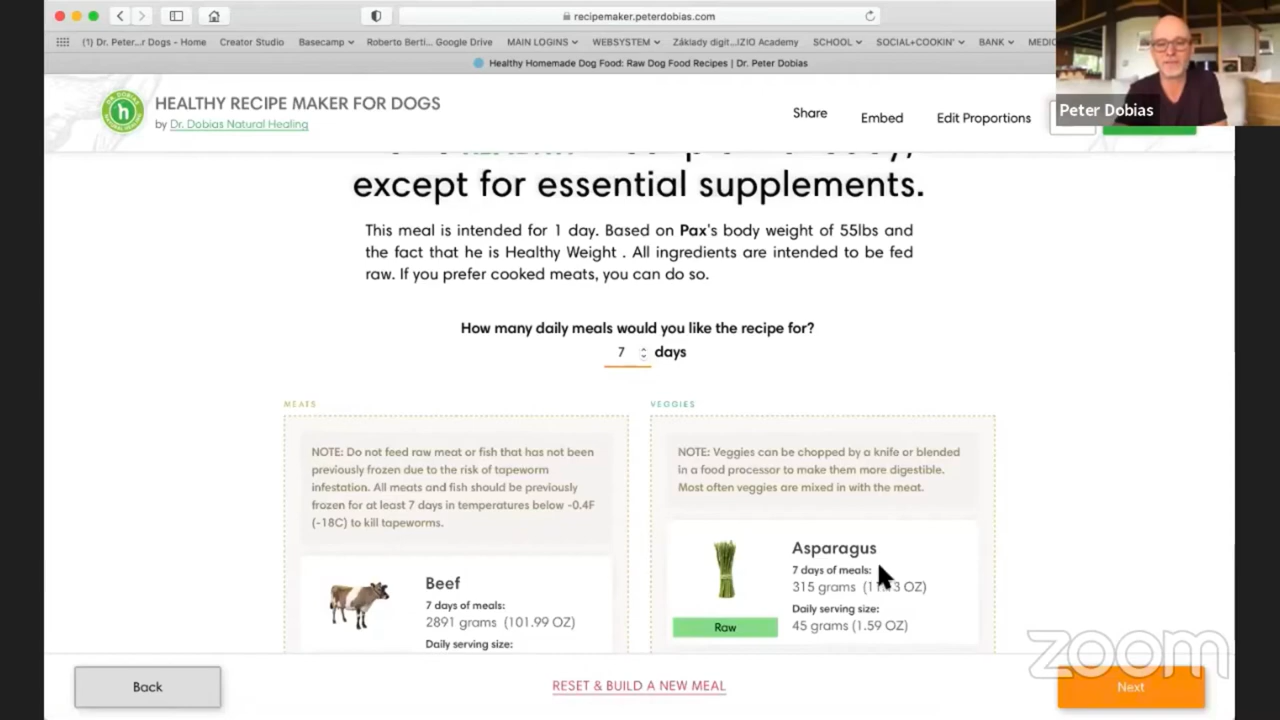 recipemaker.peterdobias.com
(1) Dr. Peter...r Dogs - Home Creator Studio Basecamp Roberto Berti... Google Drive MAIN LOGINS WEBSYSTEM Základy digit...IZIO Academy SCHOOL SOCIAL+COOKIN' BANK
Healthy Homemade Dog Food: Raw Dog Food Recipes | Dr. Peter Dobias
Peter Dobias
HEALTHY RECIPE MAKER FOR DOGS
by Dr. Dobias Natural Healing
Share Embed Edit Proportions
except for essential supplements.
This meal is intended for 1 day. Based on Pax's body weight of 55lbs and
the fact that he is Healthy Weight . All ingredients are intended to be fed
raw. If you prefer cooked meats, you can do so.
How many daily meals would you like the recipe for?
7 days
MEATS
NOTE: Do not feed raw meat or fish that has not been
previously frozen due to the risk of tapeworm
infestation. All meats and fish should be previously
frozen for at least 7 days in temperatures below -0.4F
(-18C) to kill tapeworms.
Beef
7 days of meals:
2891 grams (101.99 OZ)
Daily serving size:
VEGGIES
NOTE: Veggies can be chopped by a knife or blended
in a food processor to make them more digestible.
Most often veggies are mixed in with the meat.
Asparagus
7 days of meals:
315 grams OZ)
Daily serving size:
45 grams (1.59 OZ)
Raw
Back
RESET & BUILD A NEW MEAL
Next
zoom